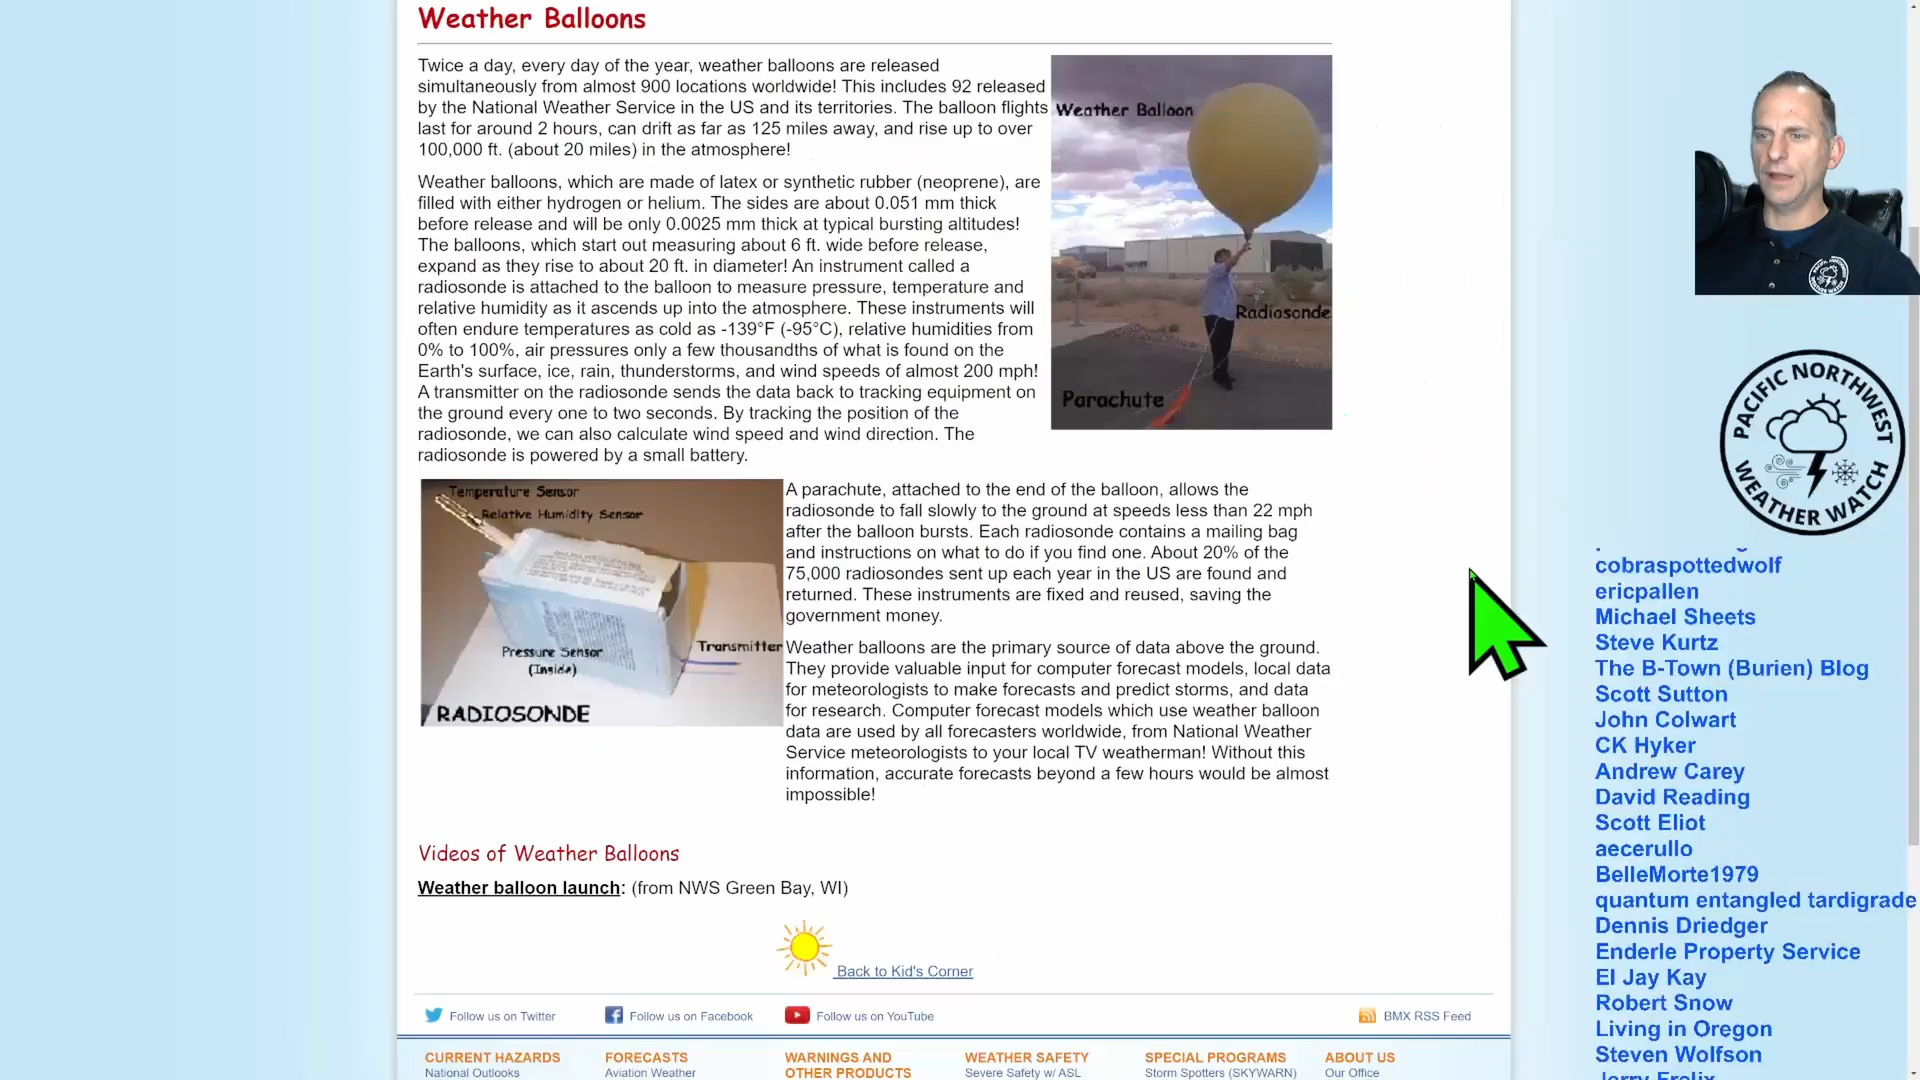 Weather Balloons
Twice a day, every day of the year, weather balloons are released
simultaneously from almost 900 locations worldwide! This includes 92 released
by the National Weather Service in the US and its territories. The balloon flights
last for around 2 hours, can drift as far as 125 miles away, and rise up to over
100,000 ft. (about 20 miles) in the atmosphere!
Weather balloons, which are made of latex or synthetic rubber (neoprene), are
filled with either hydrogen or helium. The sides are about 0.051 mm thick
before release and will be only 0.0025 mm thick at typical bursting altitudes!
The balloons, which start out measuring about 6 ft. wide before release,
expand as they rise to about 20 ft. in diameter! An instrument called a
radiosonde is attached to the balloon to measure pressure, temperature and
relative humidity as it ascends up into the atmosphere. These instruments will
often endure temperatures as cold as -139°F (-95°C), relative humidities from
0% to 100%, air pressures only a few thousandths of what is found on the
Earth's surface, ice, rain, thunderstorms, and wind speeds of almost 200 mph!
A transmitter on the radiosonde sends the data back to tracking equipment on
the ground every one to two seconds. By tracking the position of the
radiosonde, we can also calculate wind speed and wind direction. The
radiosonde is powered by a small battery.
Weather Balloon
Radiosonde
Parachute
Temperature Sensor
Relative Humidity Sensor
Pressure Sensor
(Inside)
Transmitter
RADIOSONDE
A parachute, attached to the end of the balloon, allows the
radiosonde to fall slowly to the ground at speeds less than 22 mph
after the balloon bursts. Each radiosonde contains a mailing bag
and instructions on what to do if you find one. About 20% of the
75,000 radiosondes sent up each year in the US are found and
returned. These instruments are fixed and reused, saving the
government money.
Weather balloons are the primary source of data above the ground.
They provide valuable input for computer forecast models, local data
for meteorologists to make forecasts and predict storms, and data
for research. Computer forecast models which use weather balloon
data are used by all forecasters worldwide, from National Weather
Service meteorologists to your local TV weatherman! Without this
information, accurate forecasts beyond a few hours would be almost
impossible!
Videos of Weather Balloons
Weather balloon launch: (from NWS Green Bay, WI)
Back to Kid's Corner
Follow us on Twitter
Follow us on Facebook
Follow us on YouTube
BMX RSS Feed
CURRENT HAZARDS
National Outlooks
FORECASTS
Aviation Weather
WARNINGS AND
OTHER PRODUCTS
WEATHER SAFETY
Severe Safety w/ ASL
SPECIAL PROGRAMS
Storm Spotters (SKYWARN)
ABOUT US
Our Office
PACIFIC NORTHWEST
WEATHER WATCH
cobraspottedwolf
ericpallen
Michael Sheets
Steve Kurtz
The B-Town (Burien) Blog
Scott Sutton
John Colwart
CK Hyker
Andrew Carey
David Reading
Scott Eliot
aecerullo
BelleMorte1979
quantum entangled tardigrade
Dennis Driedger
Enderle Property Service
El Jay Kay
Robert Snow
Living in Oregon
Steven Wolfson